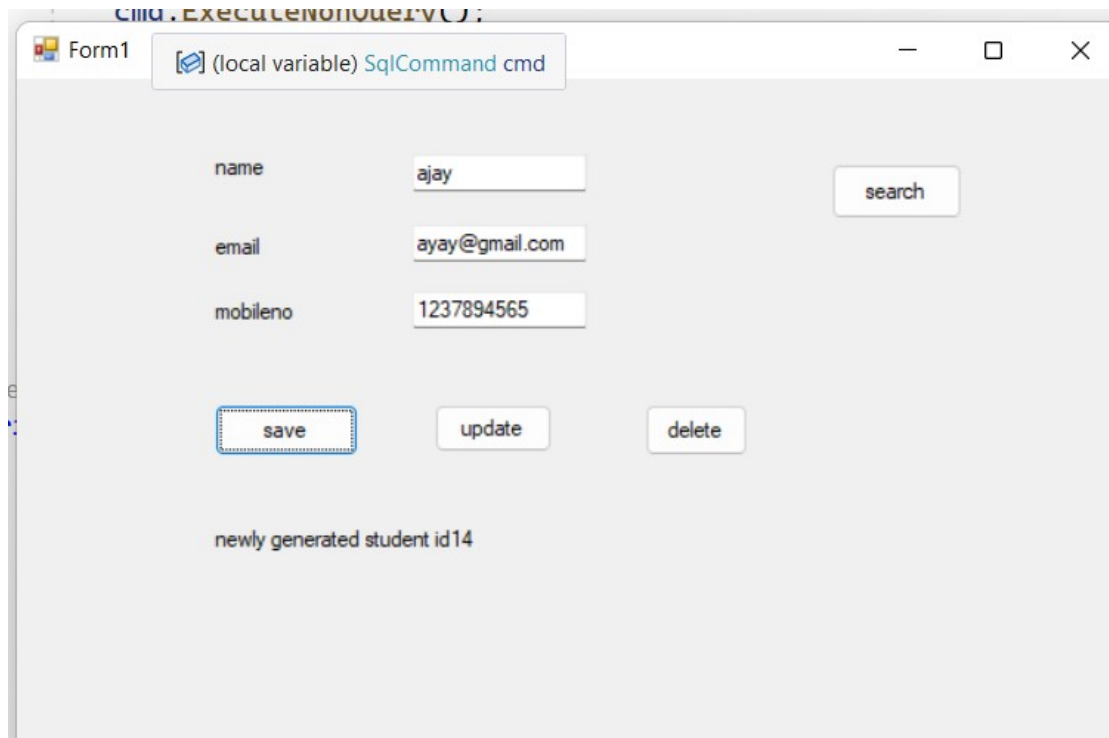 cmd.ExecuteNonQuery();
Form1
(local variable) SqlCommand cmd
name
ajay
search
email
ayay@gmail.com
mobileno
1237894565
save
update
delete
newly generated student id14